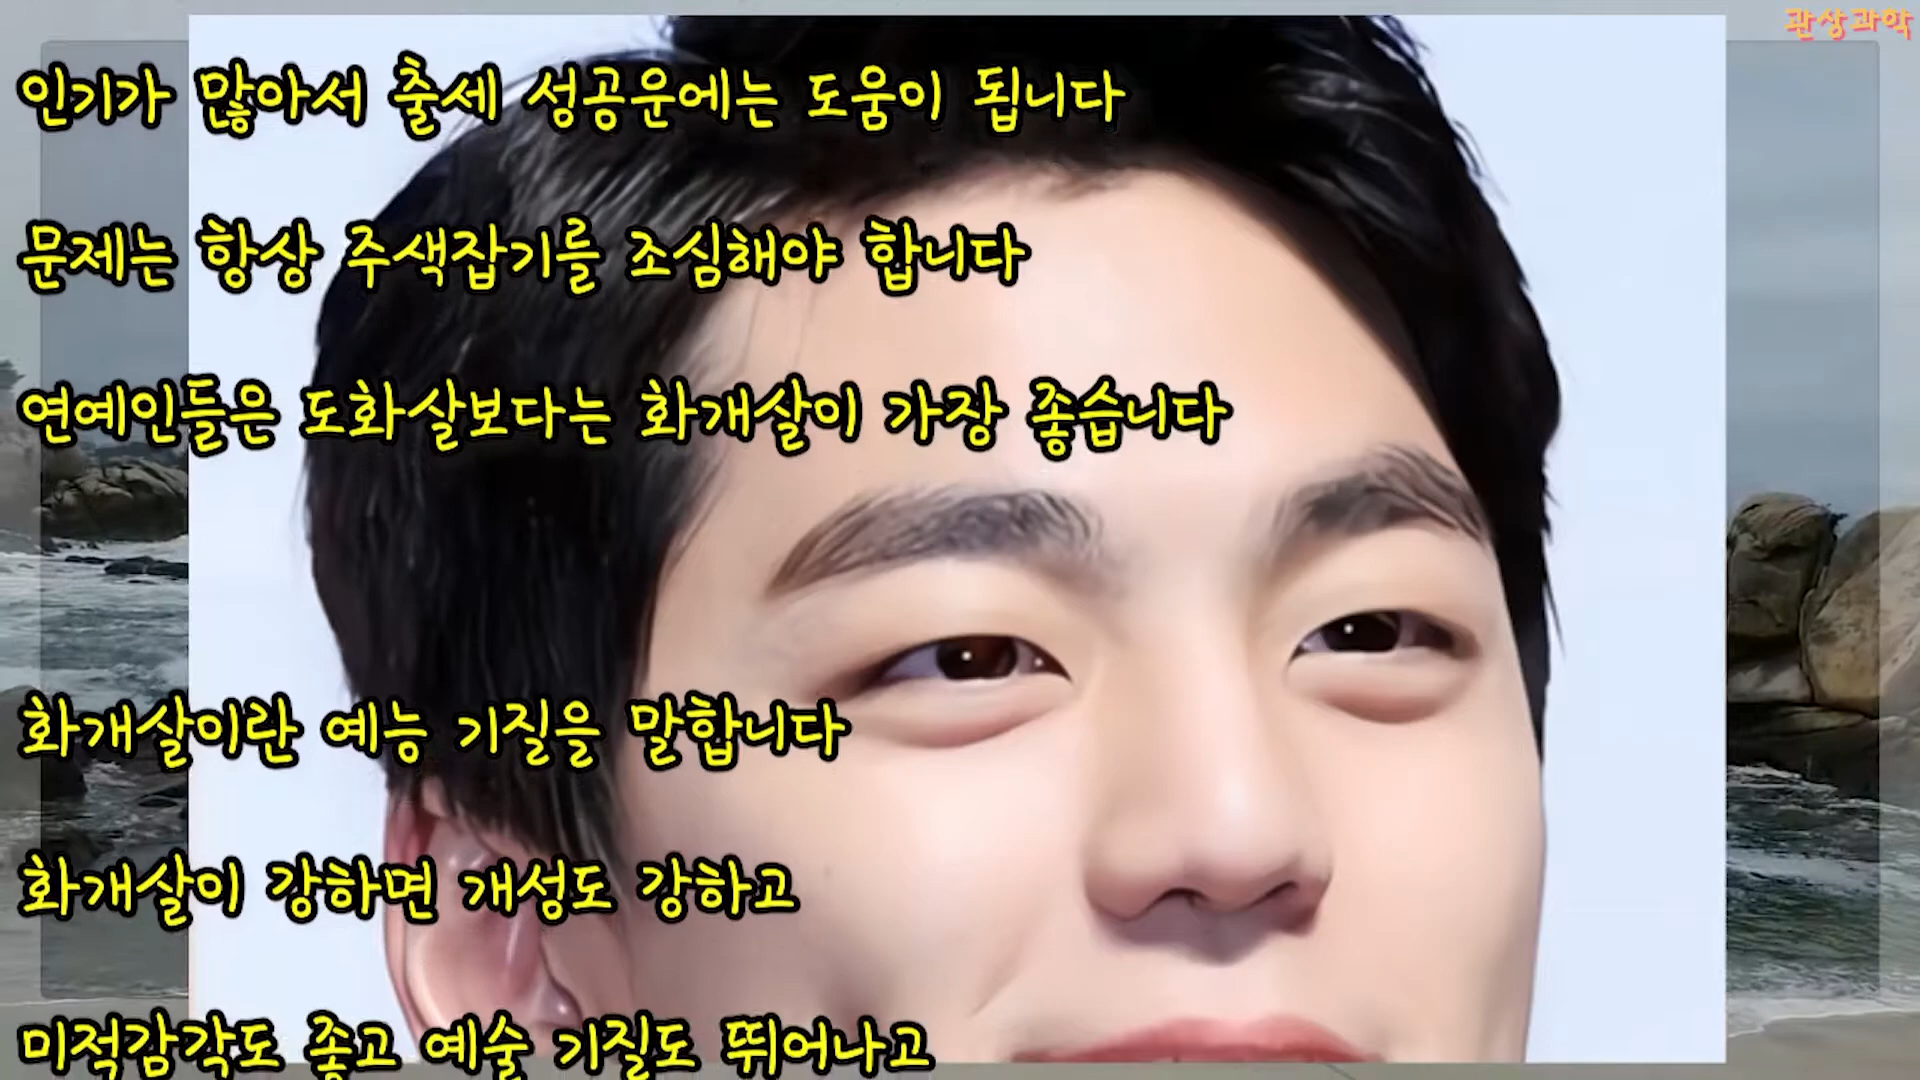 관상과학
인기가 많아서 출세 성공운에는 도움이 됩니다
문제는 항상 주색잡기를 조심해야 합니다
연예인들은 도화살보다는 화개살이 가장 좋습니다
화개살이란 예능 기질을 말합니다
화개살이 강하면 개성도 강하고
미적감각도 좋고 예술 기질도 뛰어나고